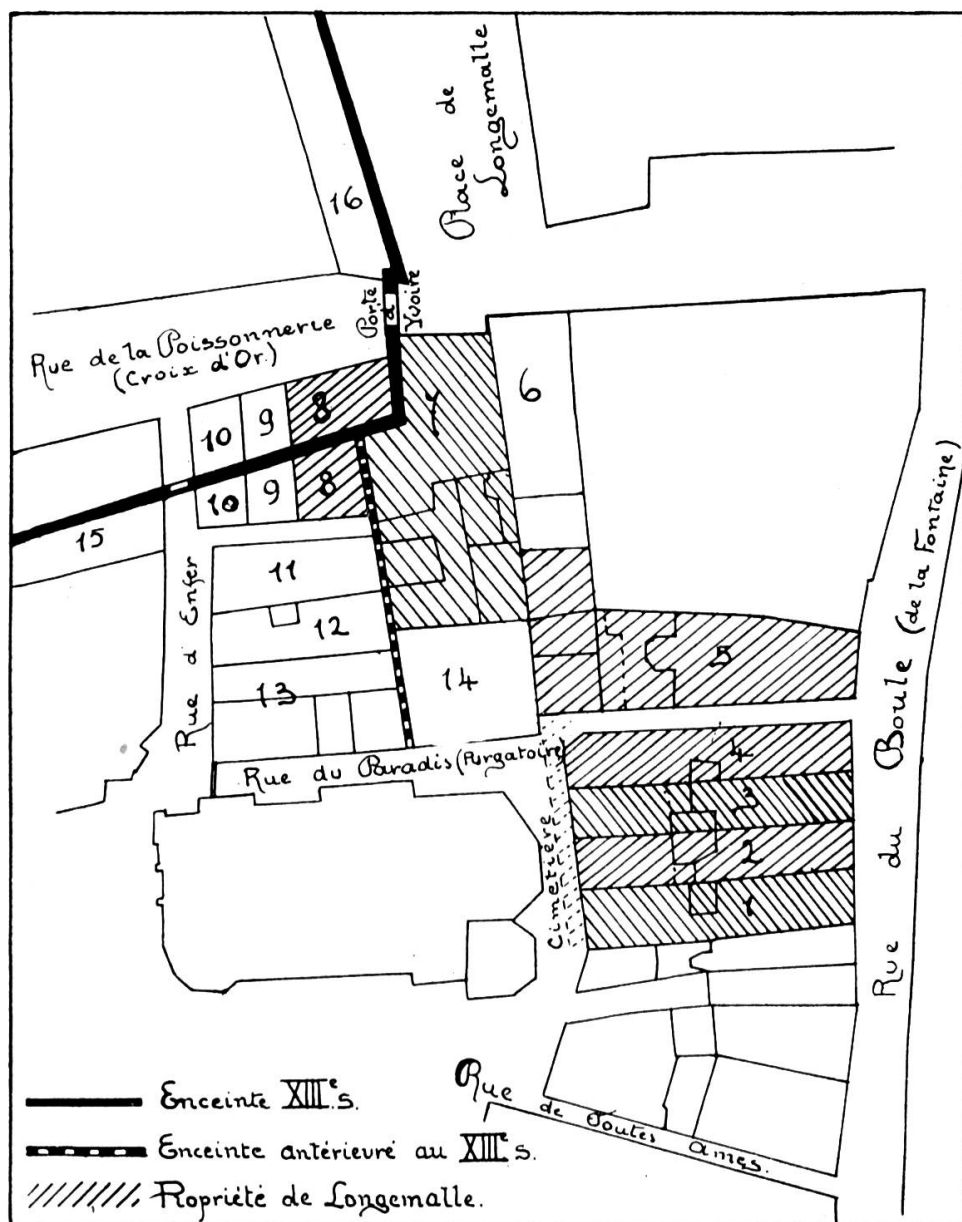 Place de
Longemalle
16
Porte
d'
Yvoire
Rue de la Poissonnerie
(Croix d'Or.)
6
7
8
9
10
8
9
10
15
11
12
13
14
Rue d'Enfer
5
Rue du Paradis (Purgatoire)
Cimetière
4
3
2
1
Rue du Boule (de la Fontaine)
Rue de Toutes Ames.
Enceinte XIIIe s.
Enceinte antérieure au XIIIe s.
Propriété de Longemalle.